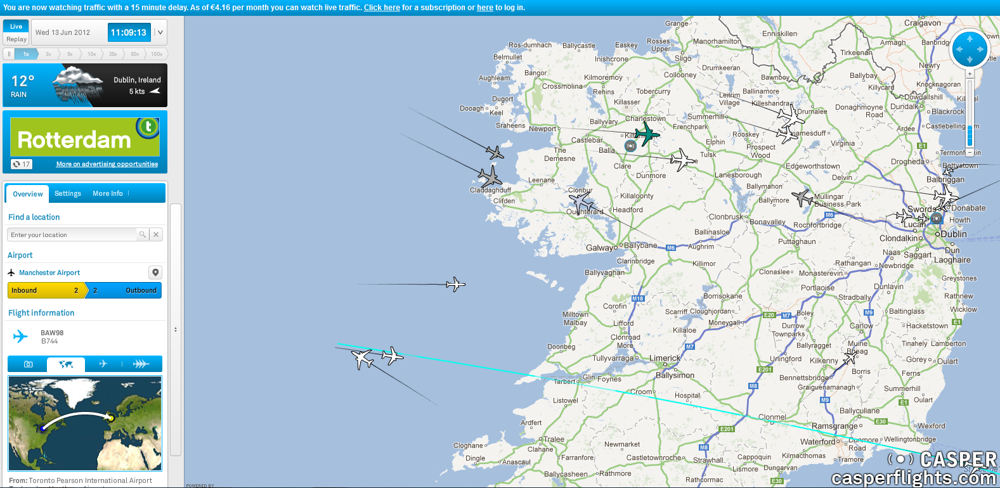 You are now watching traffic with a 15 minute delay. As of €4.16 per month you can watch live traffic. Click here for a subscription or here to log in.
Live
Replay
Wed 13 Jun 2012
11:09:13
1x 2x 5x 10x 25x 50x 100x
12°
RAIN
Dublin, Ireland
5 kts
t
Rotterdam
17
More on advertising opportunities
Overview Settings More Info
Find a location
Enter your location
Airport
Manchester Airport
Inbound 2 2 Outbound
Flight information
BAW98
B744
From: Toronto Pearson International Airport
Grange
Craigavon
Enniskillen
Ros-dumhach
Ballycastle
Easkey
Rosses
Upper
Manorhamilton
Armagh
Banbridge
Tirkeenan
Belmullet
Inishcrone
Sligo
Drumkeeran
Newry
Bangor
Kilmoremoy
Collooney
Bawnboy
Ballybay
Aughleam
Crossmolina
Rehins
Tobercurry
Ballinamore
Killycard
Knocknagoran
Dugort
Killasser
Leitrim
Village
Killeshandra
Dowdallshill
Dooagh
Keel
Charlestown
Summerhill
Drumalee
Donaghmoyne
Road
Dundalk
Blackrock
Sraheens
Newport
Ballyvary
Frenchpark
Ardee
Castlebar
Elphin
Rooskey
Virginia
Balla
Tulsk
Prospect
Wood
E1
The
Demesne
Clare
Edgeworthstown
Drogheda
Bettystown
Leenane
Dunmore
Lanesborough
Delvin
Balbriggan
Claddaghduff
Clonbur
Killaloonty
Ballymahon
Mullingar
Business Park
Clifden
Oughterard
Headford
Ballymore
Swords
Donabate
Clonbrusk
Bonavalley
Rochfortbridge
M6
Lucan
Howth
Ballinasloe
Clondalkin
Dublin
Galway
Ballybane
M6
Aughrim
Puttaghaun
Dun
Laoghaire
Naas
Saggart
Clarinbridge
Killimor
Rathangan
Newbridge
Ballyvaghan
Clonaslee
Monasterevin
Greystones
Portlaoise
Dunlavin
M18
Borrisokane
Stradbally
Rathnew
Corofin
Scarriff
Cloughjordan
Boley
M9
Baltinglass
Wicklow
Milltown
Malbay
Lifford
E20
M7
Durrow
Moneygall
Carlow
Hacketstown
E1
Killaloe
Townparks
Clonroad
More
Doonbeg
M7
Ballyragget
Muine
Bheag
Tinahely
Lamberton
Tullyvarraga
Limerick
Urlingford
Kilkenny
Gorey
Oulart
Ballysimon
E201
Borris
Tarbert
Glin
Foynes
Bennettsbridge
M8
Graiguenamanagh
Summerhill
Croom
Hospital
M9
Oulart
E1
Listowel
Ballycullane
Clonmel
E30
Ardfert
E201
Ramsgrange
Wexford
Tralee
Newmarket
Waterford
Dunmore
Road
Wellingtonbridge
Cloghane
Clahane
M8
Cappoquin
Kilmacthomas
Tramore
Dingle
Anascaul
Farranfore
Castletownroche
Strawhall
Lismore
Dungarvan
Ballycasheen
Rathmore
Rathcormac
E30
POWERED BY
CASPER
casperflights.com